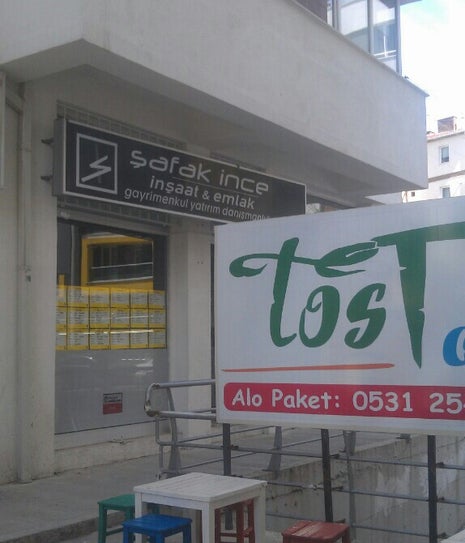 şafak ince
inşaat & emlak
gayrimenkul yatırım danışmanlığı
Tost
Alo Paket: 0531 25